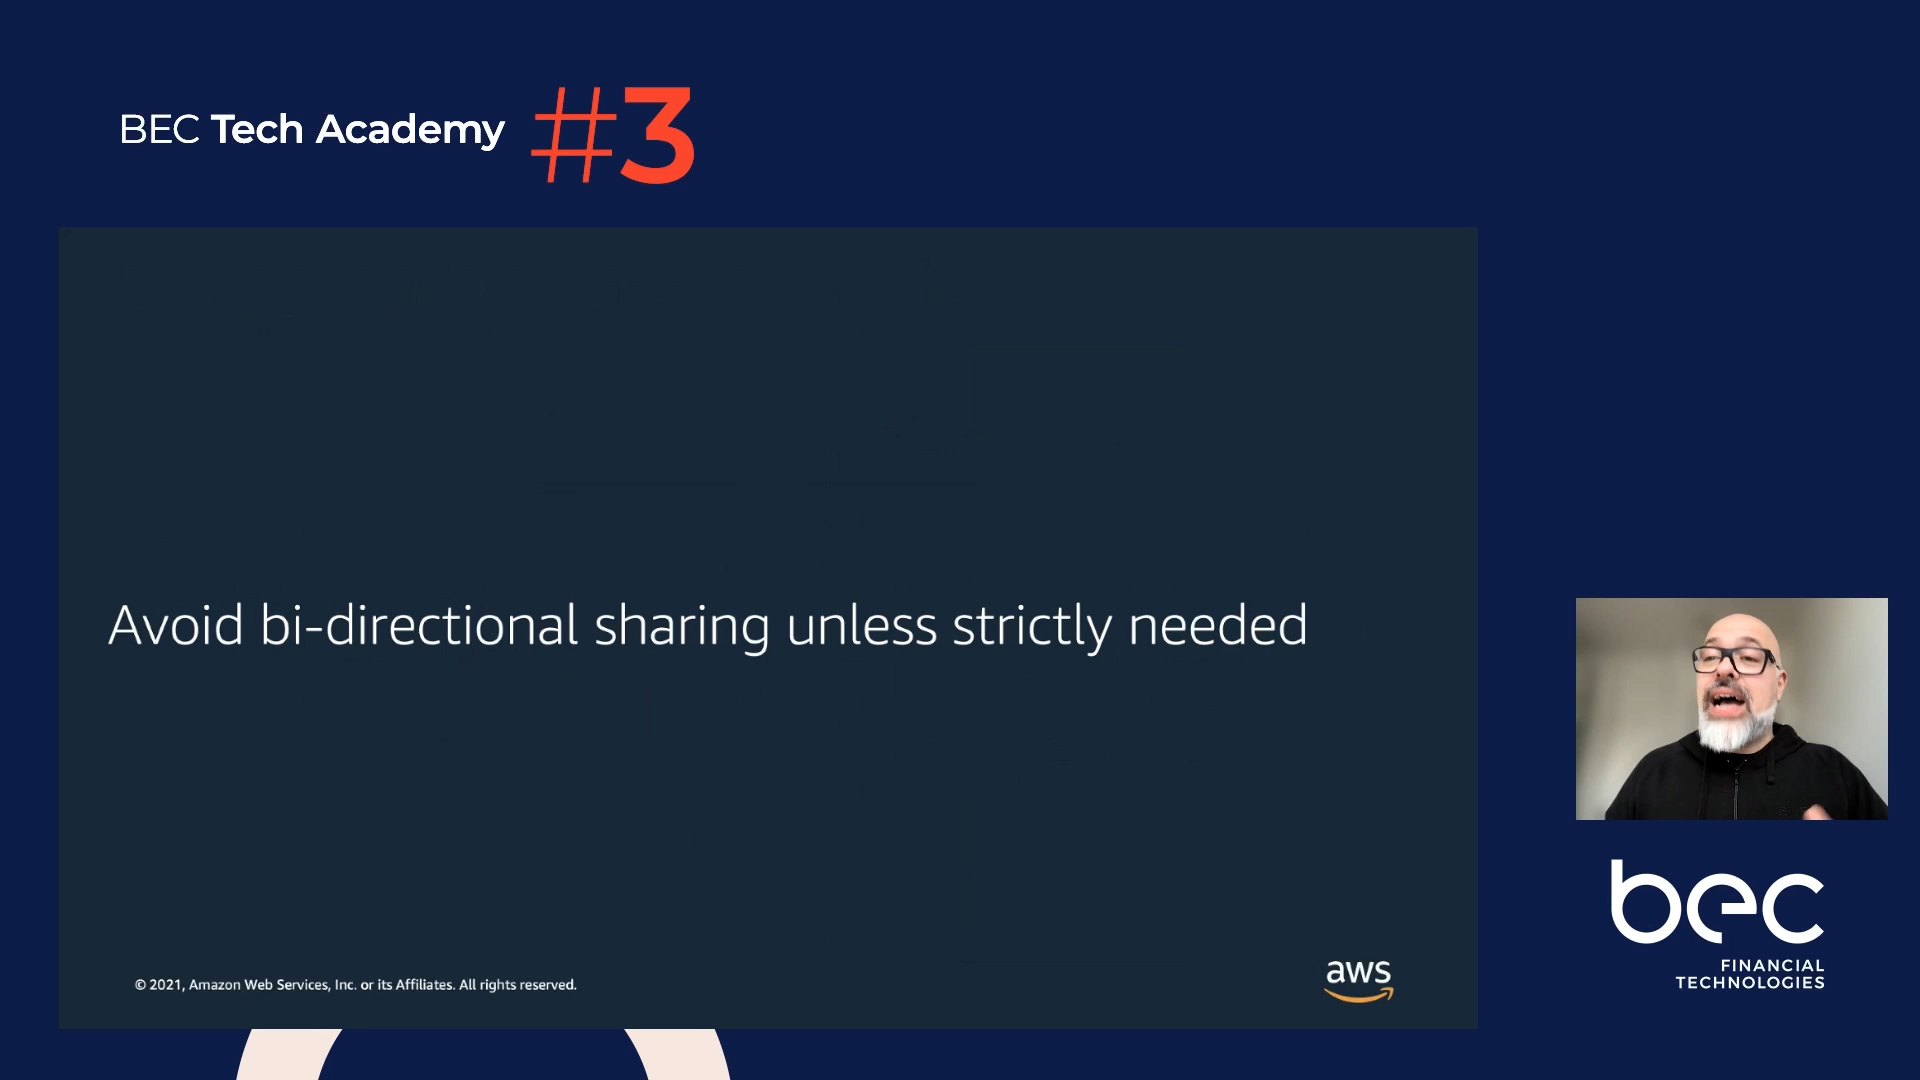 BEC Tech Academy #3
Avoid bi-directional sharing unless strictly needed
© 2021, Amazon Web Services, Inc. or its Affiliates. All rights reserved.
aws
bec
FINANCIAL
TECHNOLOGIES